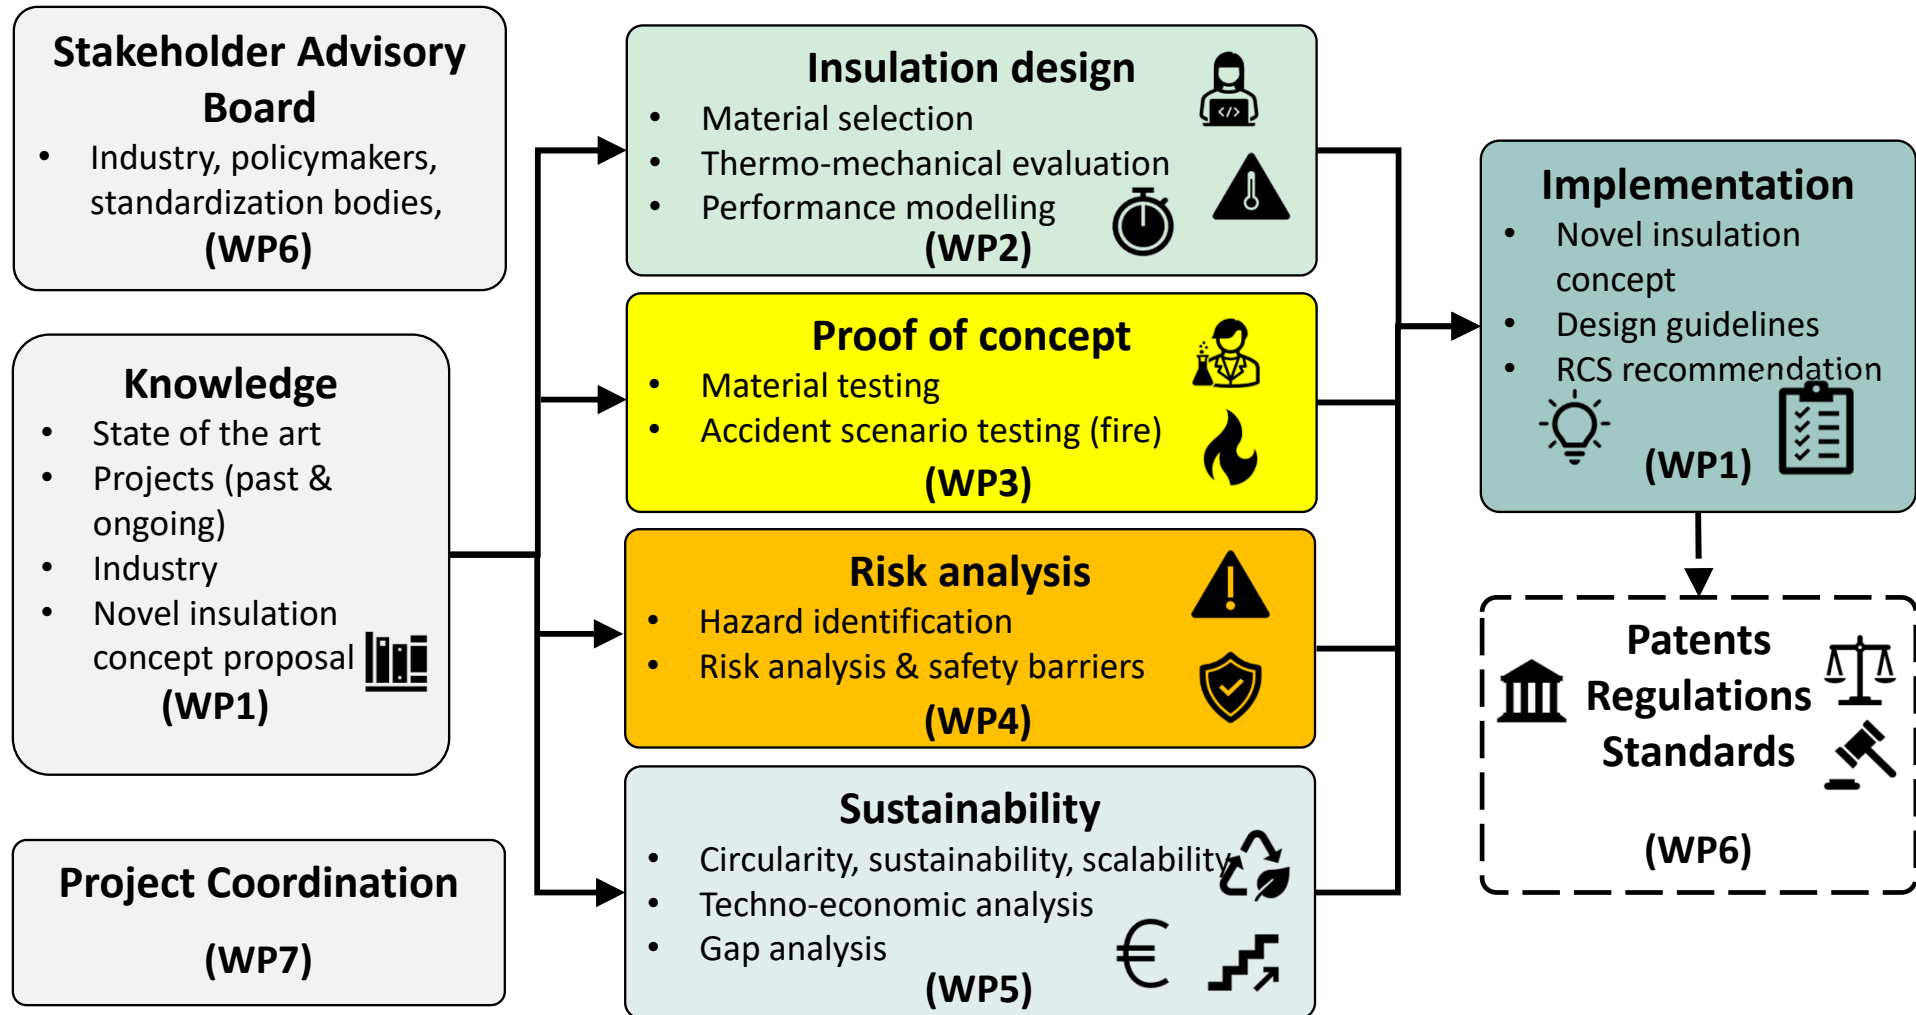 Stakeholder Advisory
Board
• Industry, policymakers,
standardization bodies,
(WP6)
Knowledge
• State of the art
• Projects (past &
ongoing)
• Industry
• Novel insulation
concept proposal
(WP1)
Project Coordination
(WP7)
Insulation design
• Material selection
• Thermo-mechanical evaluation
• Performance modelling
(WP2)
</>
Proof of concept
• Material testing
• Accident scenario testing (fire)
(WP3)
Risk analysis
• Hazard identification
• Risk analysis & safety barriers
(WP4)
Sustainability
• Circularity, sustainability, scalability
• Techno-economic analysis
• Gap analysis
€
(WP5)
Implementation
• Novel insulation
concept
• Design guidelines
• RCS recommendation
(WP1)
Patents
Regulations
Standards
(WP6)